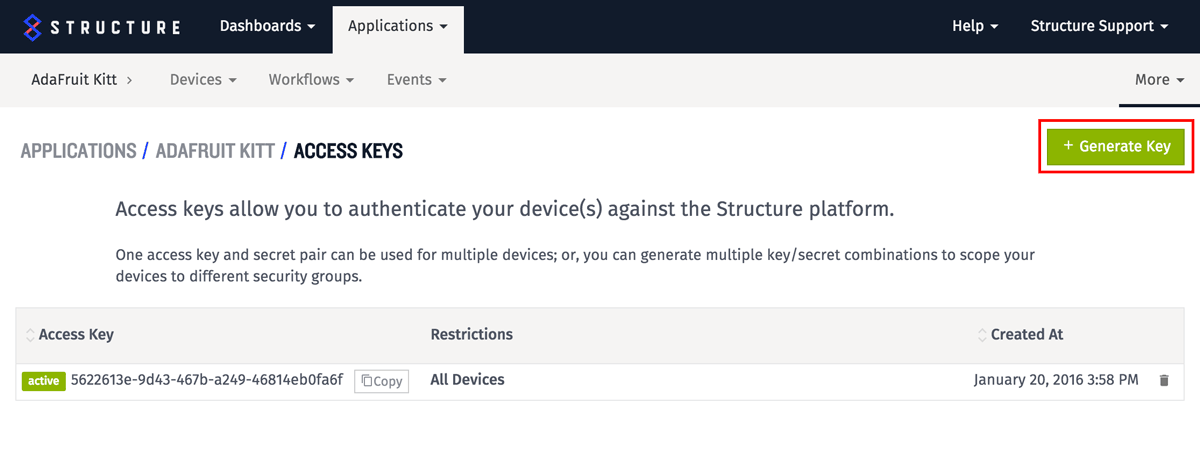 STRUCTURE Dashboards Applications Help Structure Support
AdaFruit Kitt > Devices Workflows Events More
APPLICATIONS / ADAFRUIT KITT / ACCESS KEYS + Generate Key
Access keys allow you to authenticate your device(s) against the Structure platform.
One access key and secret pair can be used for multiple devices; or, you can generate multiple key/secret combinations to scope your
devices to different security groups.
Access Key Restrictions Created At
active 5622613e-9d43-467b-a249-46814eb0fa6f Copy All Devices January 20, 2016 3:58 PM